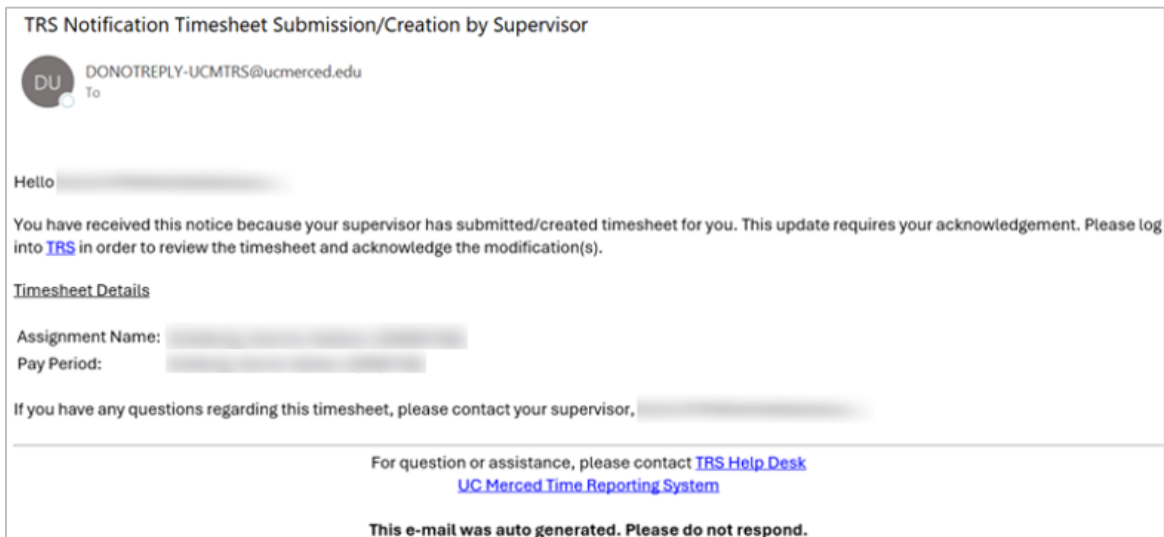 TRS Notification Timesheet Submission/Creation by Supervisor
DU
DONOTREPLY-UCMTRS@ucmerced.edu
To
Hello
You have received this notice because your supervisor has submitted/created timesheet for you. This update requires your acknowledgement. Please log
into TRS in order to review the timesheet and acknowledge the modification(s).
Timesheet Details
Assignment Name:
Pay Period:
If you have any questions regarding this timesheet, please contact your supervisor,
For question or assistance, please contact TRS Help Desk
UC Merced Time Reporting System
This e-mail was auto generated. Please do not respond.